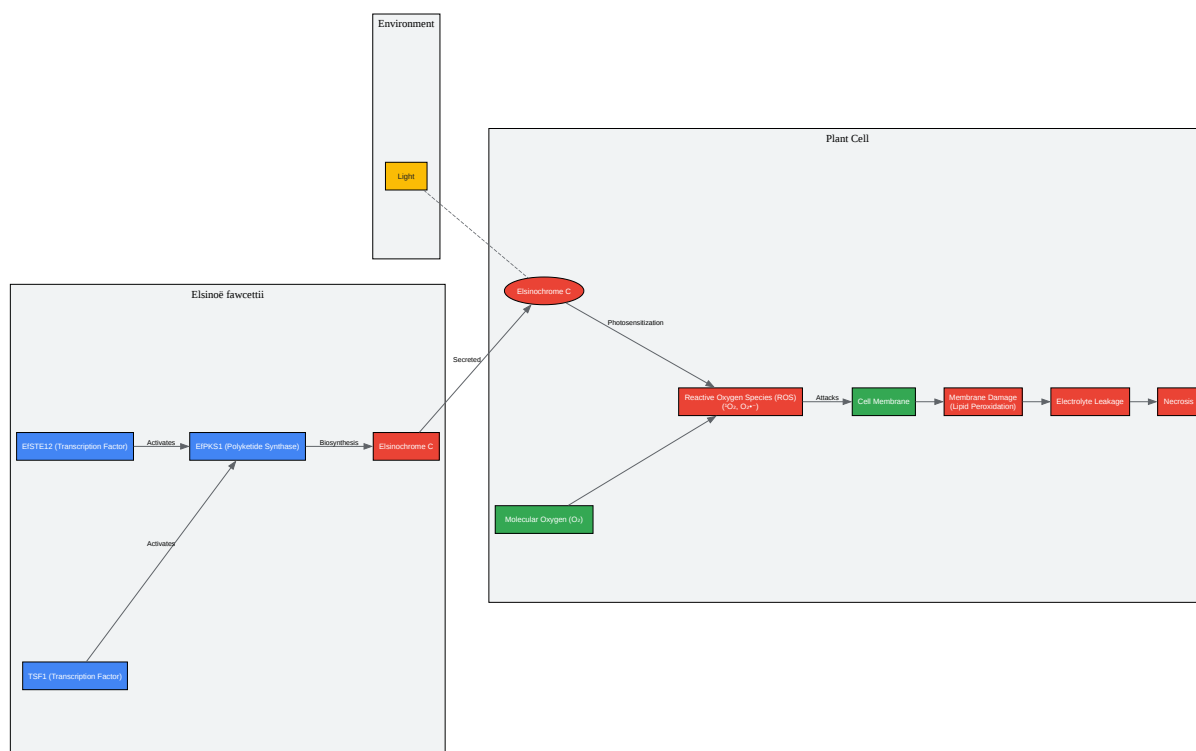 Environment
Light
Plant Cell
Elsinochrome C
Photosensitization
Elsinoë fawcettii
Secreted
Reactive Oxygen Species (ROS)
(¹O₂, O₂•⁻)
Attacks
Cell Membrane
Membrane Damage
(Lipid Peroxidation)
Electrolyte Leakage
Necrosis
EfSTE12 (Transcription Factor)
Activates
EfPKS1 (Polyketide Synthase)
Biosynthesis
Elsinochrome C
Molecular Oxygen (O₂)
Activates
TSF1 (Transcription Factor)